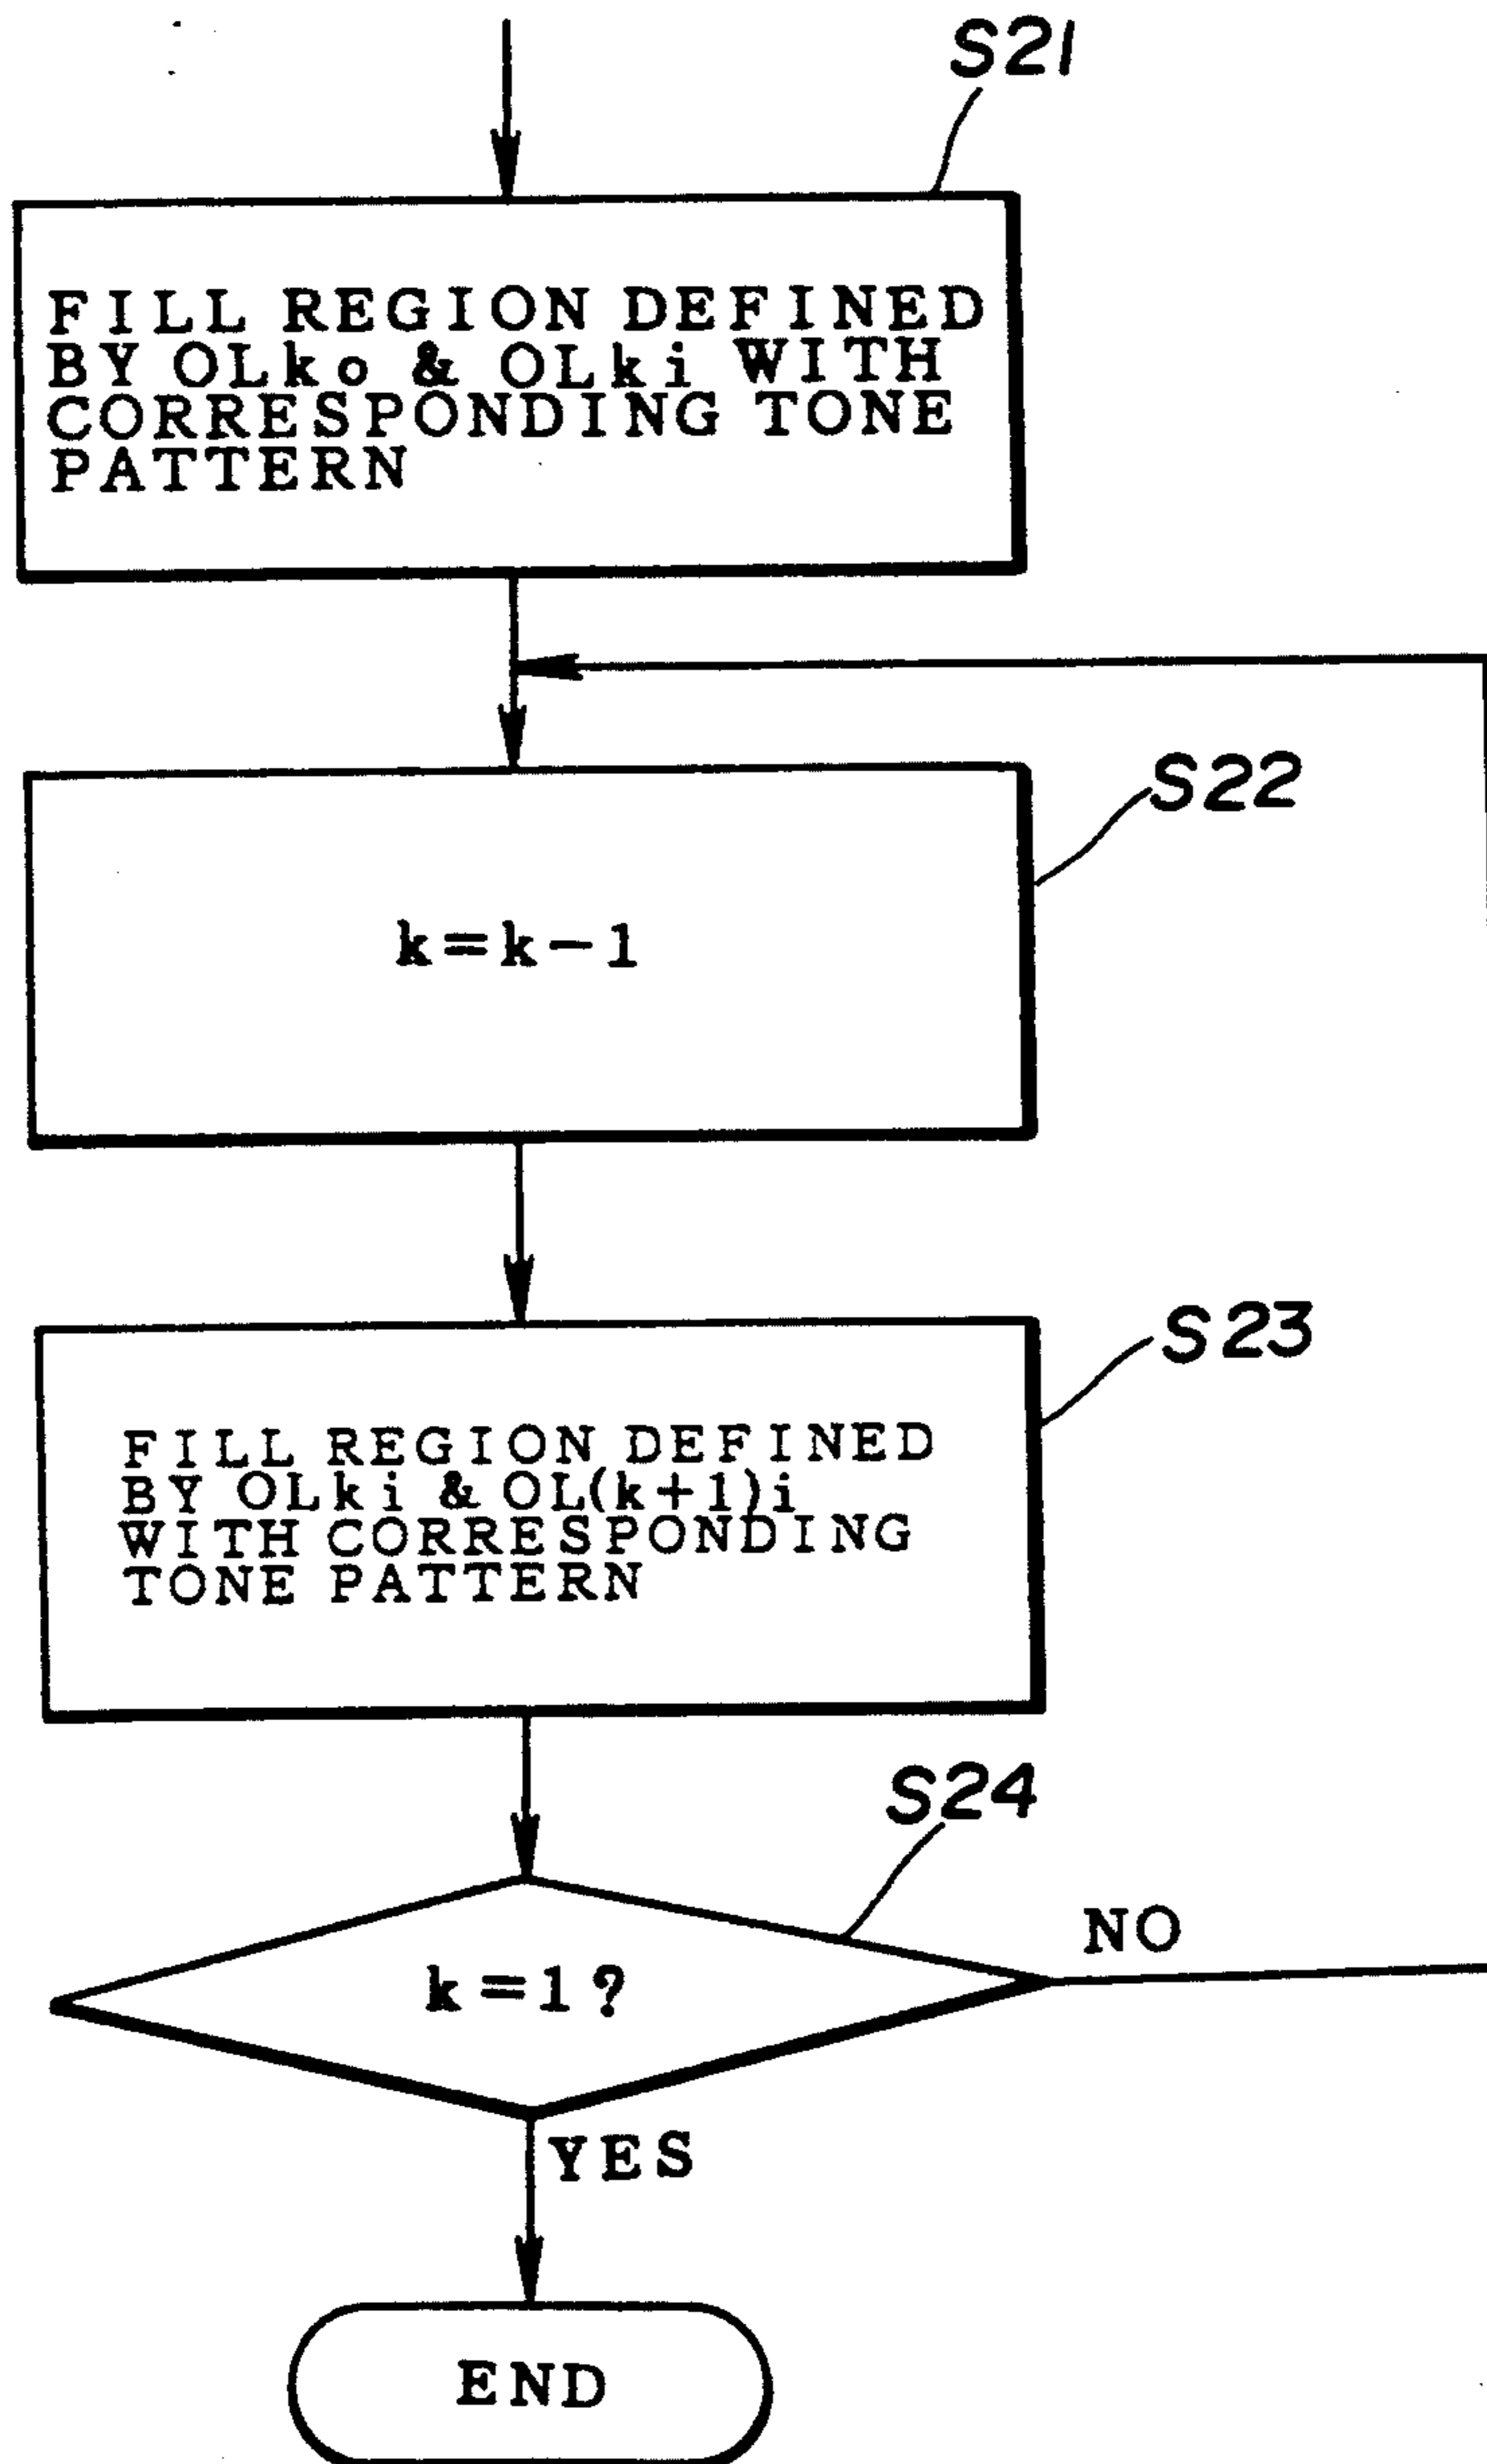 S21
FILL REGION DEFINED
BY OLko & OLki WITH
CORRESPONDING TONE
PATTERN
S22
k=k-1
S23
FILL REGION DEFINED
BY OLki & OL(k+1)i
WITH CORRESPONDING
TONE PATTERN
S24
k=1?
NO
YES
END